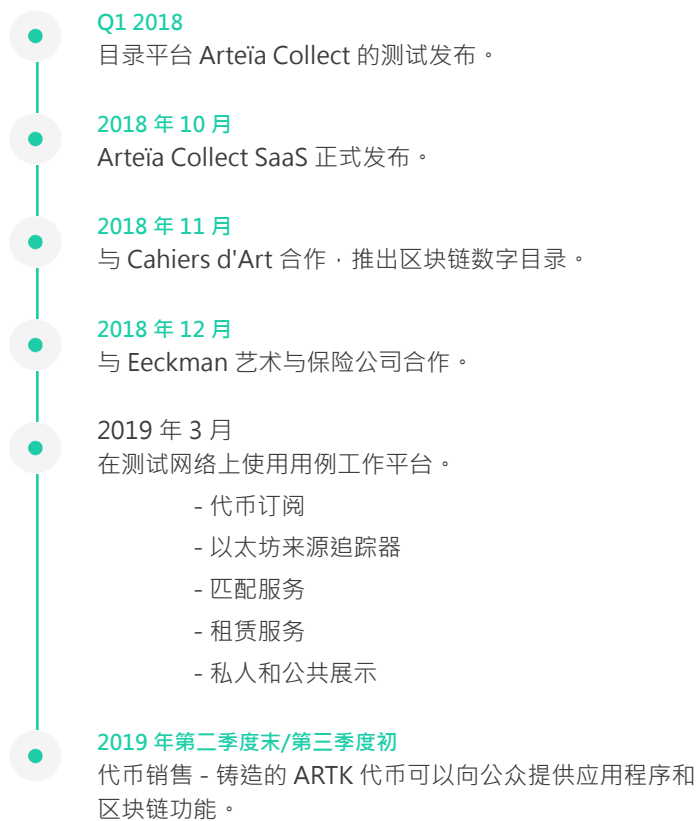 Q1 2018
目录平台 Arteïa Collect 的测试发布。
2018 年 10 月
Arteïa Collect SaaS 正式发布。
2018 年 11 月
与 Cahiers d'Art 合作，推出区块链数字目录。
2018 年 12 月
与 Eeckman 艺术与保险公司合作。
2019 年 3 月
在测试网络上使用用例工作平台。
- 代币订阅
- 以太坊来源追踪器
- 匹配服务
- 租赁服务
- 私人和公共展示
2019 年第二季度末/第三季度初
代币销售 - 铸造的 ARTK 代币可以向公众提供应用程序和
区块链功能。